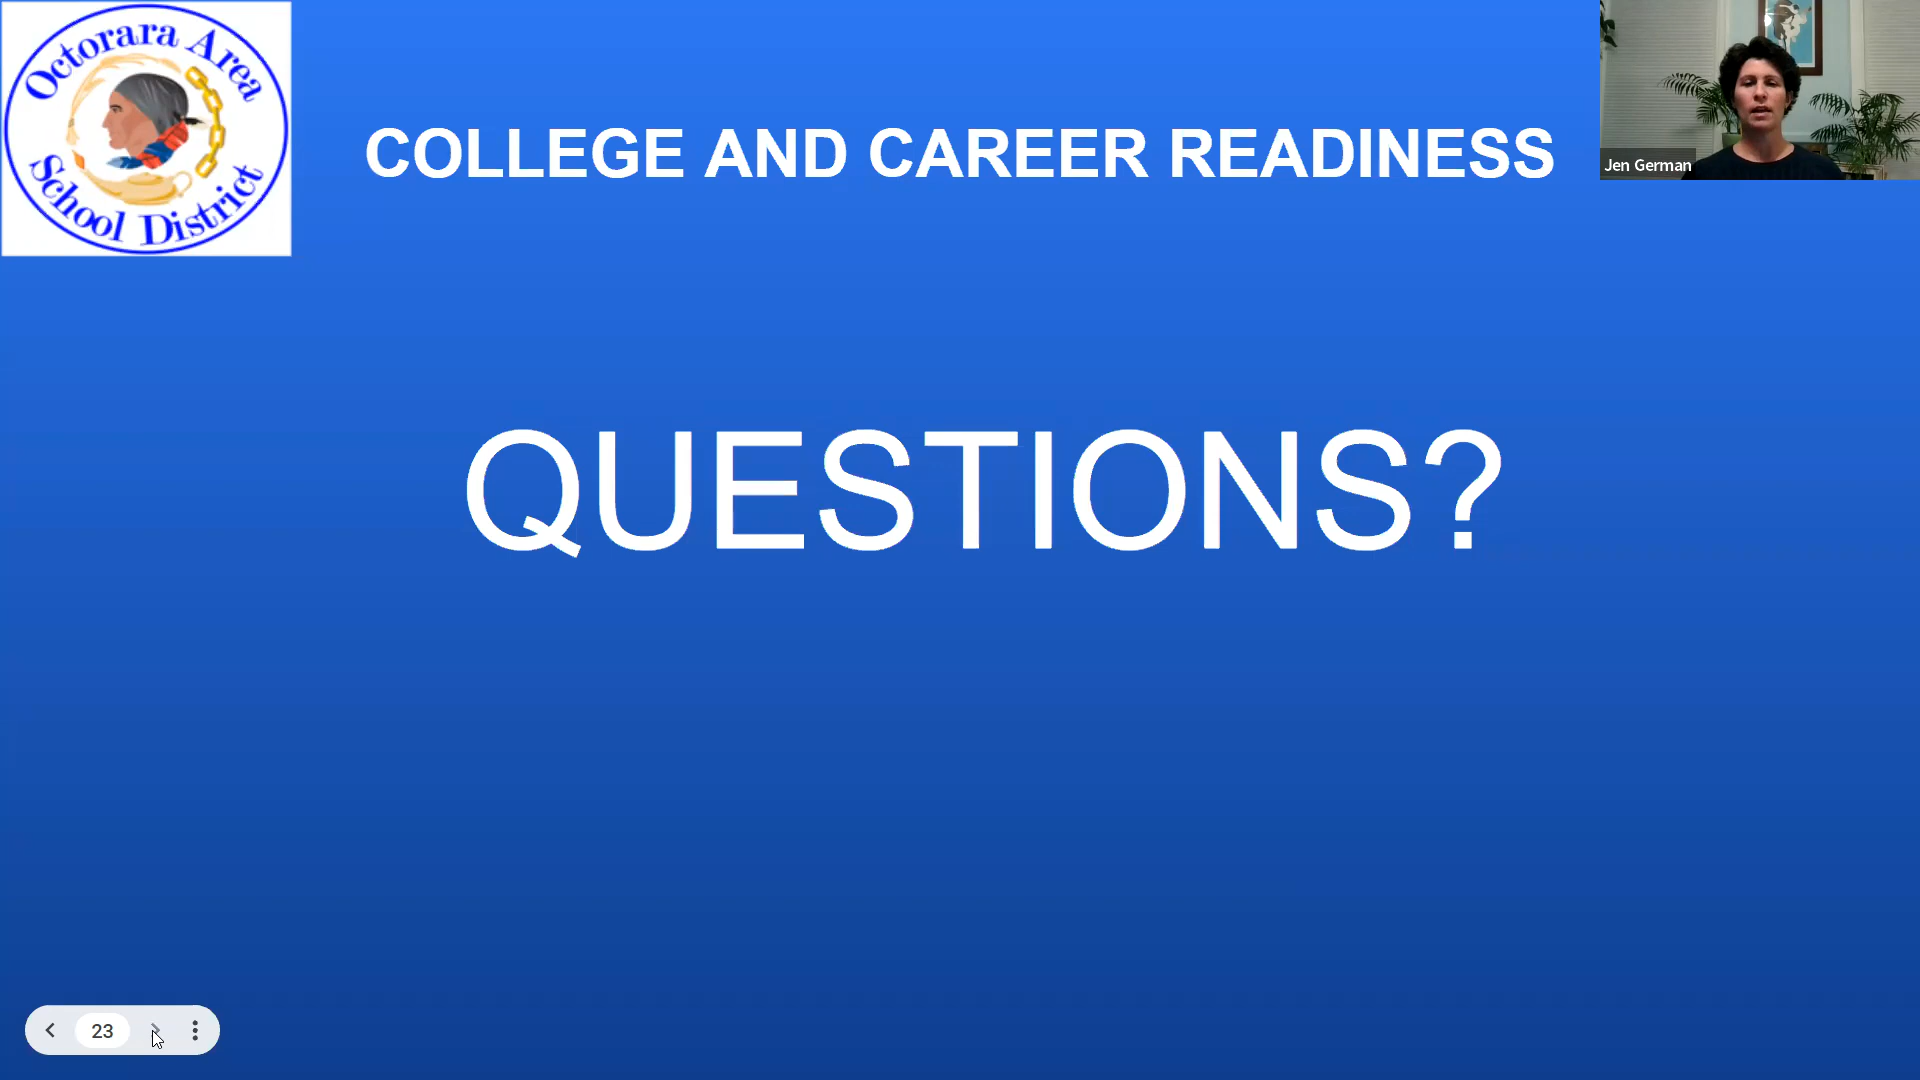 Octorara Area
School District
COLLEGE AND CAREER READINESS
Jen German
QUESTIONS?
23